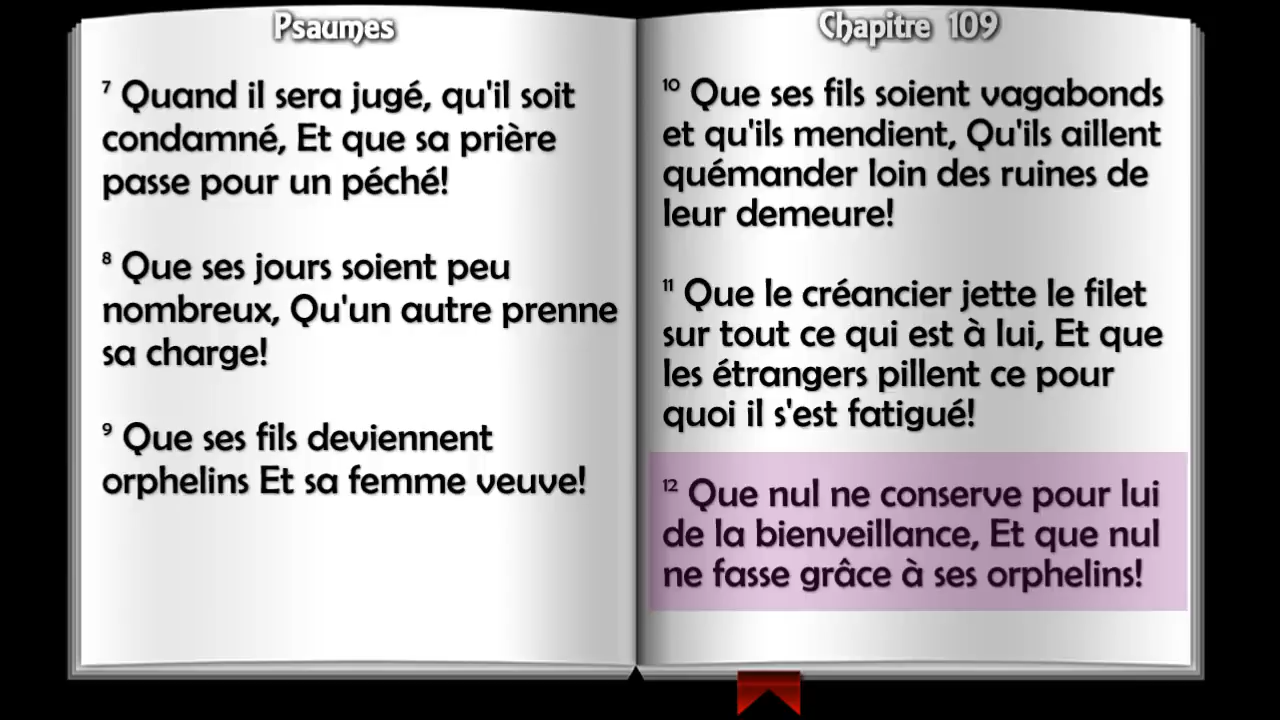 Psaumes
⁷ Quand il sera jugé, qu'il soit
condamné, Et que sa prière
passe pour un péché!
⁸ Que ses jours soient peu
nombreux, Qu'un autre prenne
sa charge!
⁹ Que ses fils deviennent
orphelins Et sa femme veuve!
Chapitre 109
¹⁰ Que ses fils soient vagabonds
et qu'ils mendient, Qu'ils aillent
quémander loin des ruines de
leur demeure!
¹¹ Que le créancier jette le filet
sur tout ce qui est à lui, Et que
les étrangers pillent ce pour
quoi il s'est fatigué!
¹² Que nul ne conserve pour lui
de la bienveillance, Et que nul
ne fasse grâce à ses orphelins!